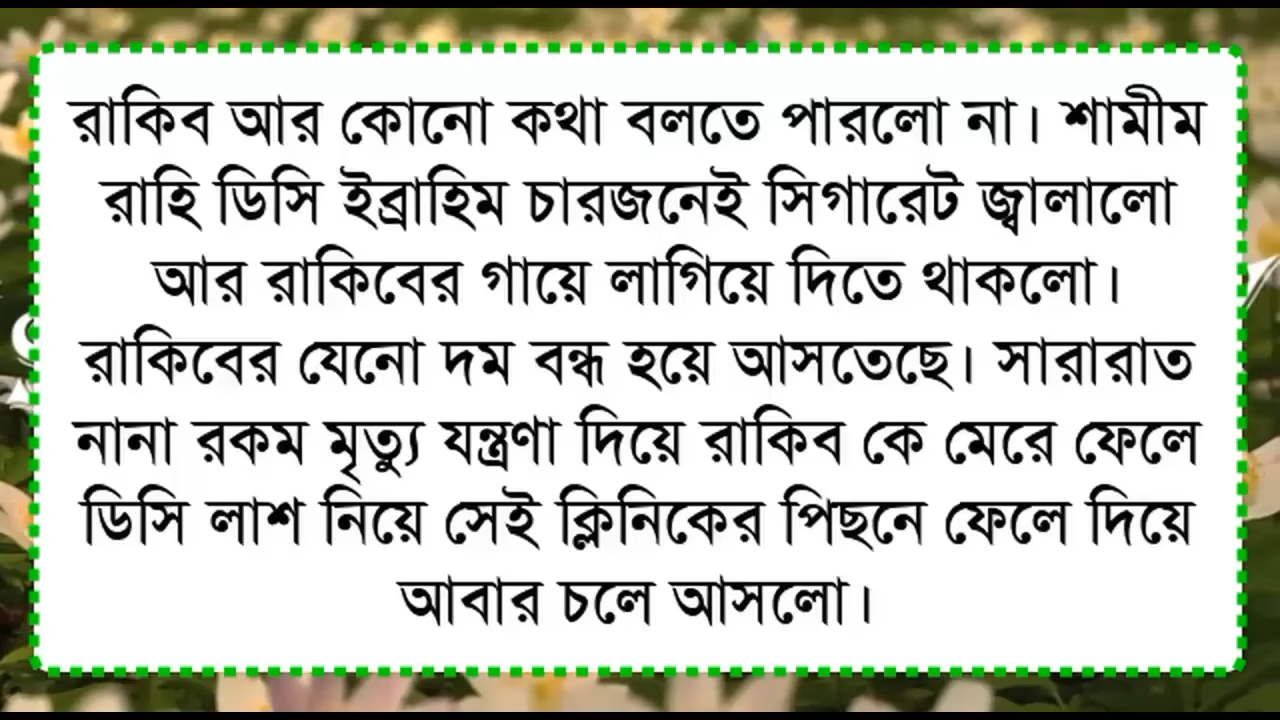 রাকিব আর কোনো কথা বলতে পারলো না। শামীম
রাহি ডিসি ইব্রাহিম চারজনেই সিগারেট জ্বালালো
আর রাকিবের গায়ে লাগিয়ে দিতে থাকলো।
রাকিবের যেনো দম বন্ধ হয়ে আসতেছে। সারারাত
নানা রকম মৃত্যু যন্ত্রণা দিয়ে রাকিব কে মেরে ফেলে
ডিসি লাশ নিয়ে সেই ক্লিনিকের পিছনে ফেলে দিয়ে
আবার চলে আসলো।